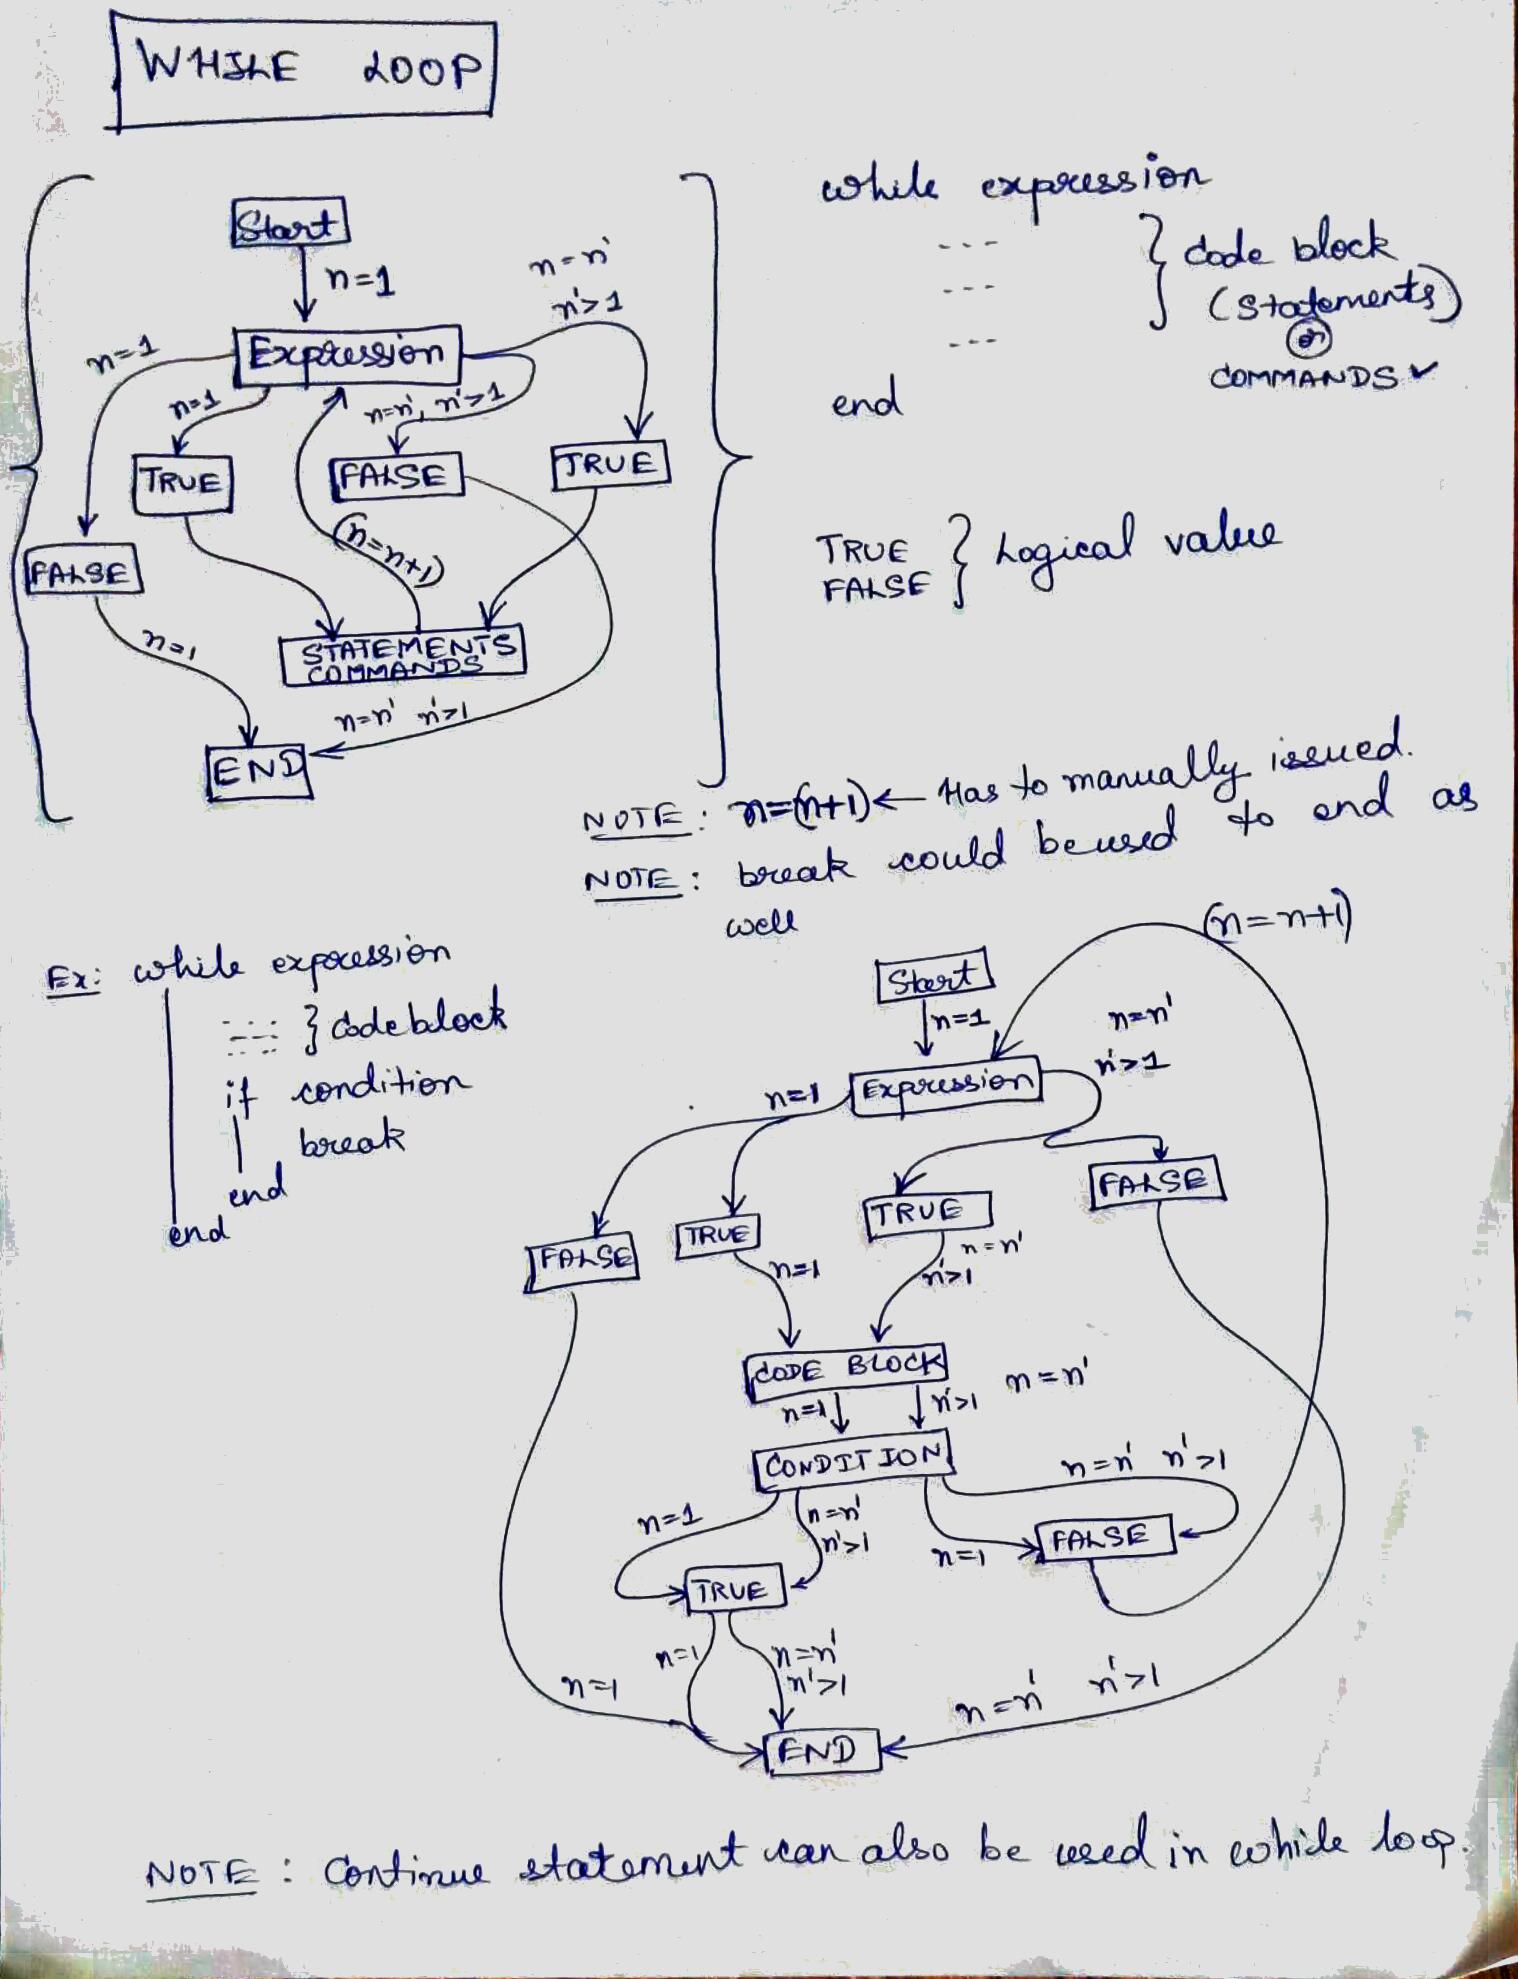 WHILE LOOP
Start
n=1
n=n'
n'>1
n=1
Expression
n=1
n=n', n'>1
TRUE
FALSE
TRUE
FALSE
(n=n+1)
n=1
STATEMENTS
COMMANDS
n=n' n'>1
END
while expression
---
---
---
} Code block
(Statements)
or
COMMANDS ✓
end
TRUE
FALSE
} Logical value
NOTE: n=(n+1) ← Has to manually issued.
NOTE: break could be used to end as
well
Ex: while expression
} Code block
if condition
break
end
end
(n=n+1)
Start
n=1
n=n'
n'>1
n=1
Expression
FALSE
TRUE
TRUE
FALSE
n=1
n=n'
n'>1
CODE BLOCK
n=1
n'>1
n=n'
CONDITION
n=n' n'>1
n=1
n=n'
n'>1
n=1
FALSE
TRUE
n=1
n=n'
n'>1
n=1
n=n' n'>1
END
NOTE: Continue statement can also be used in while loop.